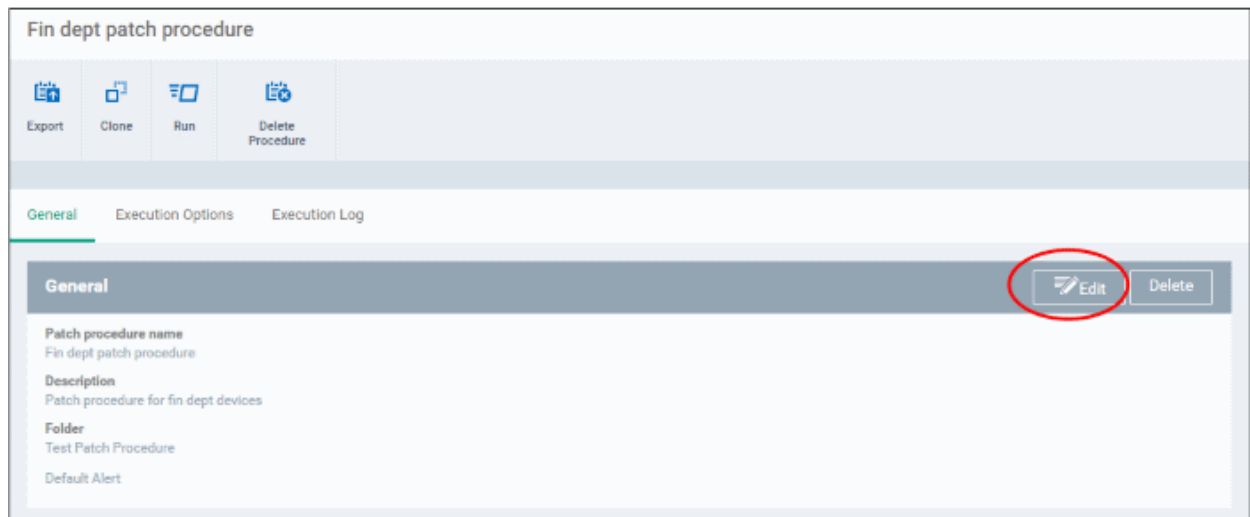 Fin dept patch procedure
Export Clone Run Delete
Procedure
General Execution Options Execution Log
General Edit Delete
Patch procedure name
Fin dept patch procedure
Description
Patch procedure for fin dept devices
Folder
Test Patch Procedure
Default Alert